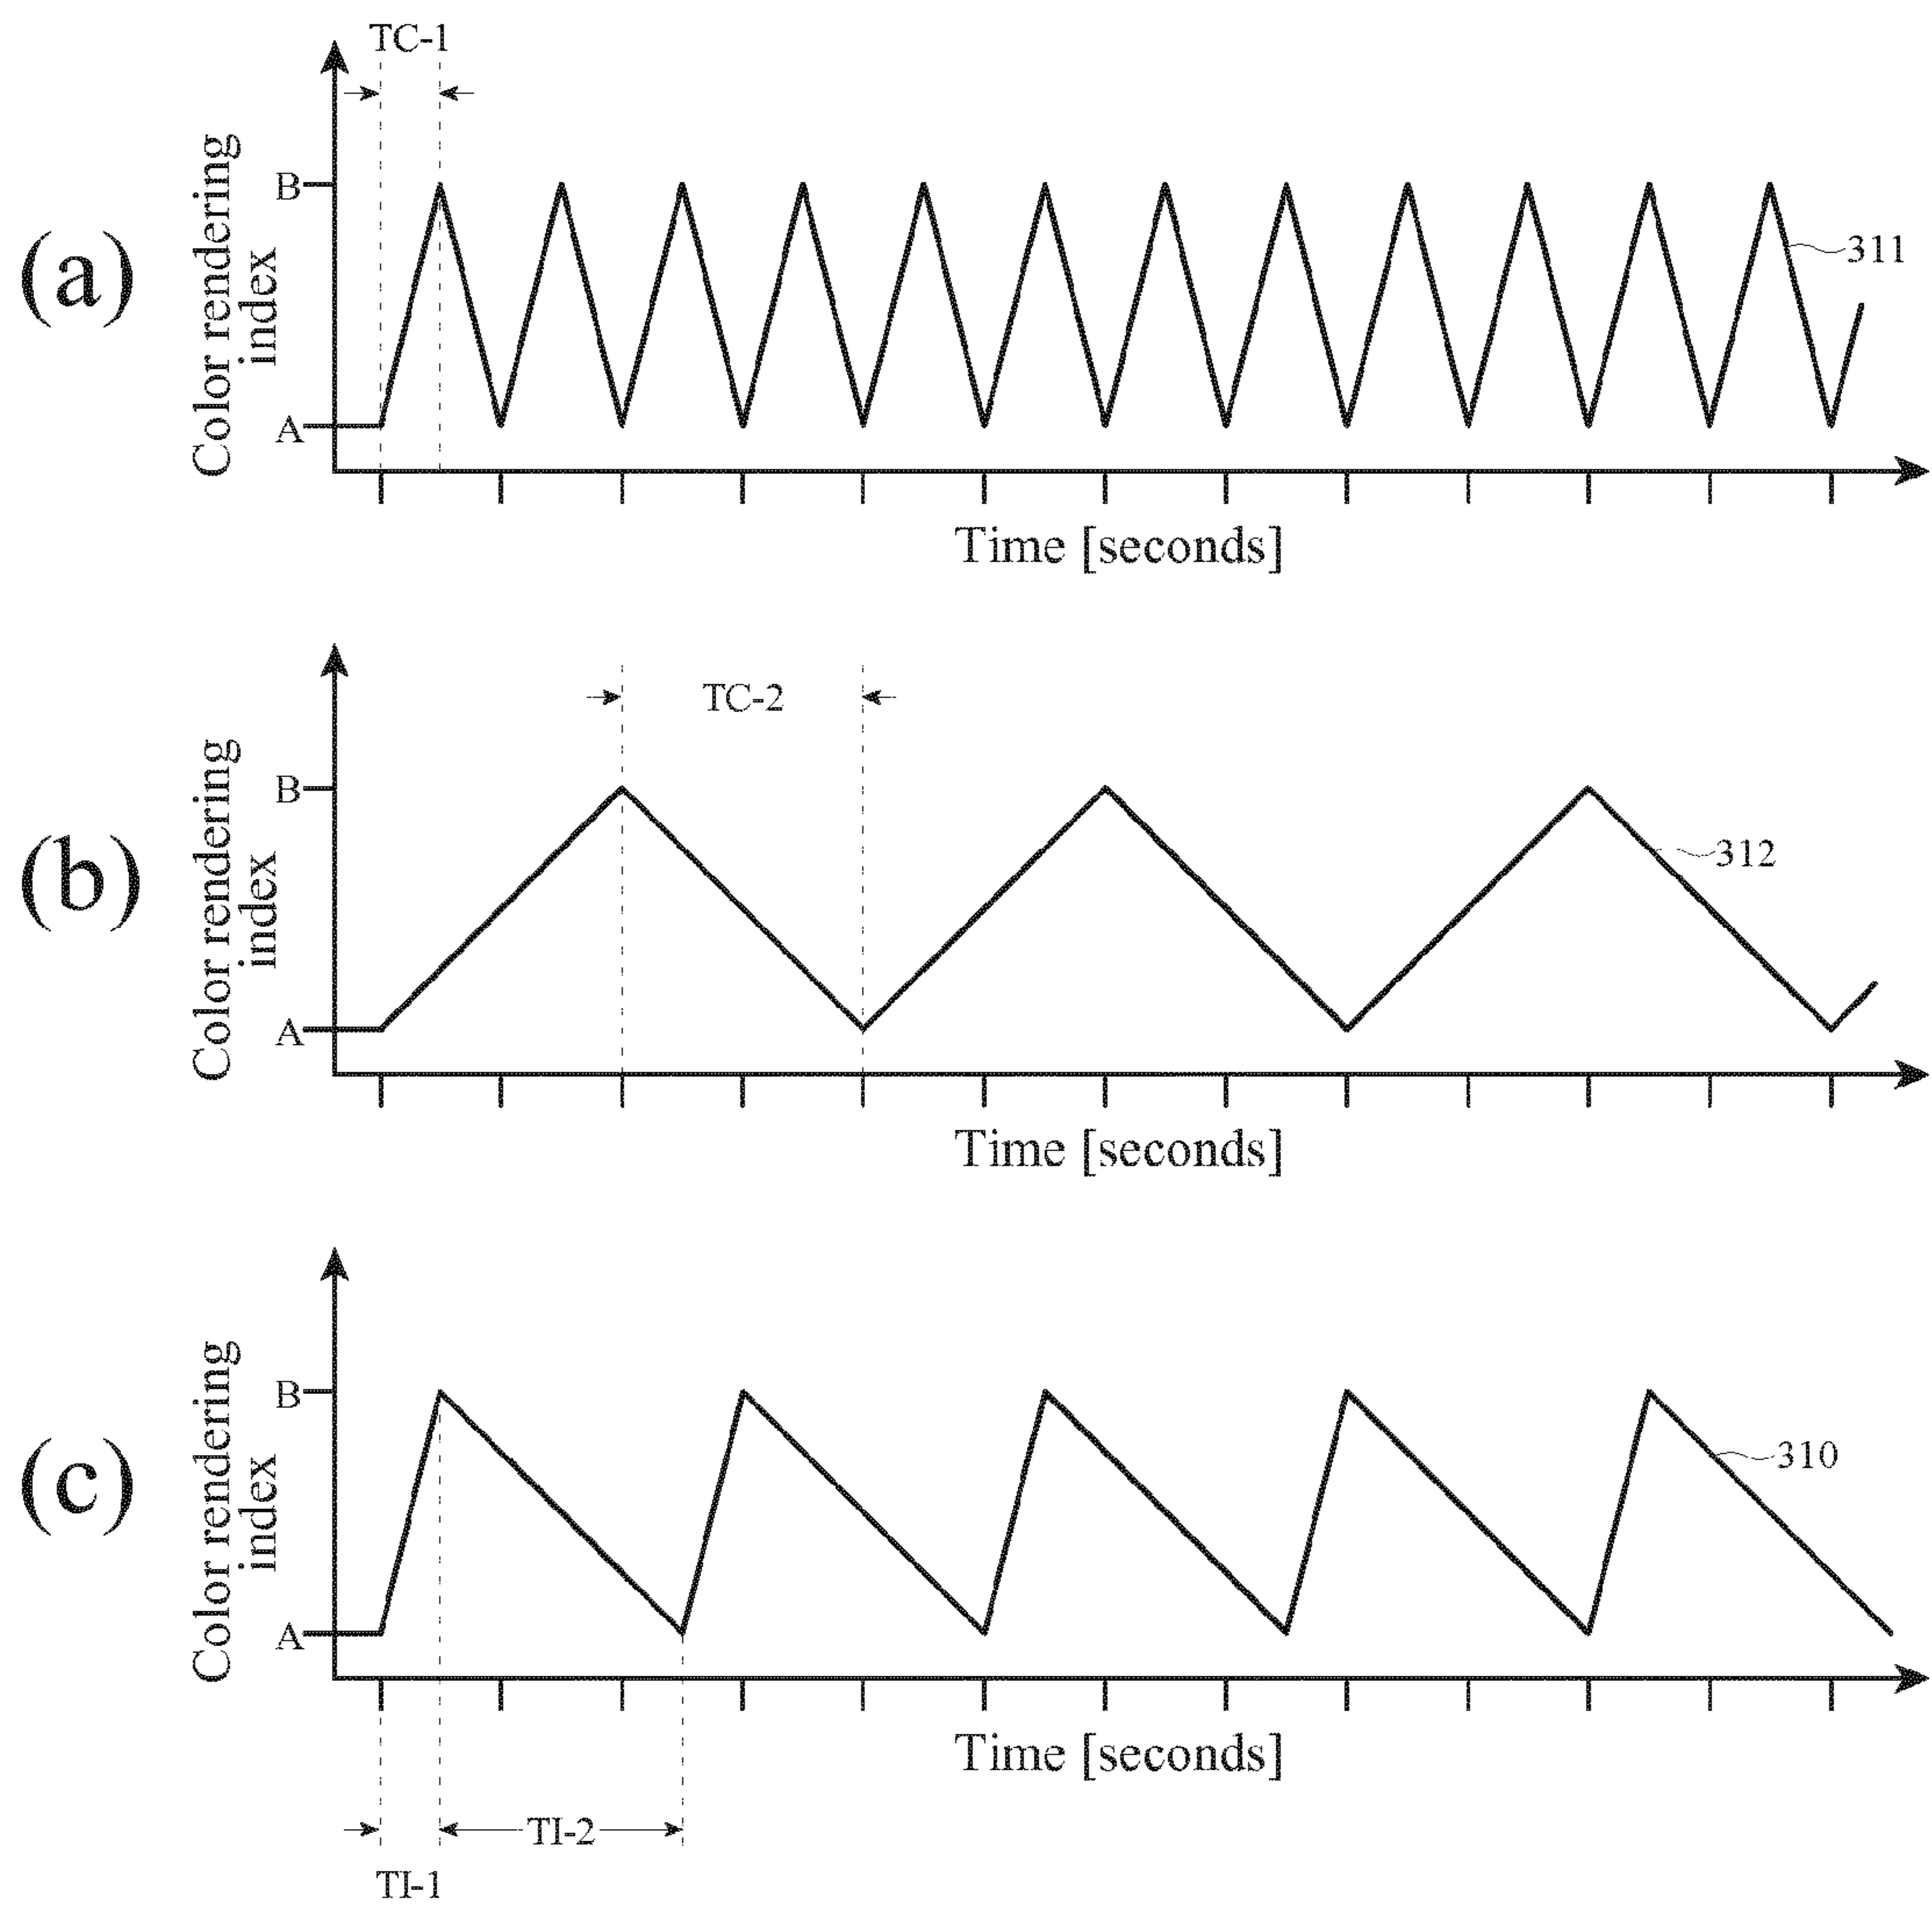 TC-1
(a)
Color rendering
index
B
A
311
Time [seconds]
TC-2
(b)
Color rendering
index
B
A
312
Time [seconds]
(c)
Color rendering
index
B
A
310
Time [seconds]
TI-2
TI-1